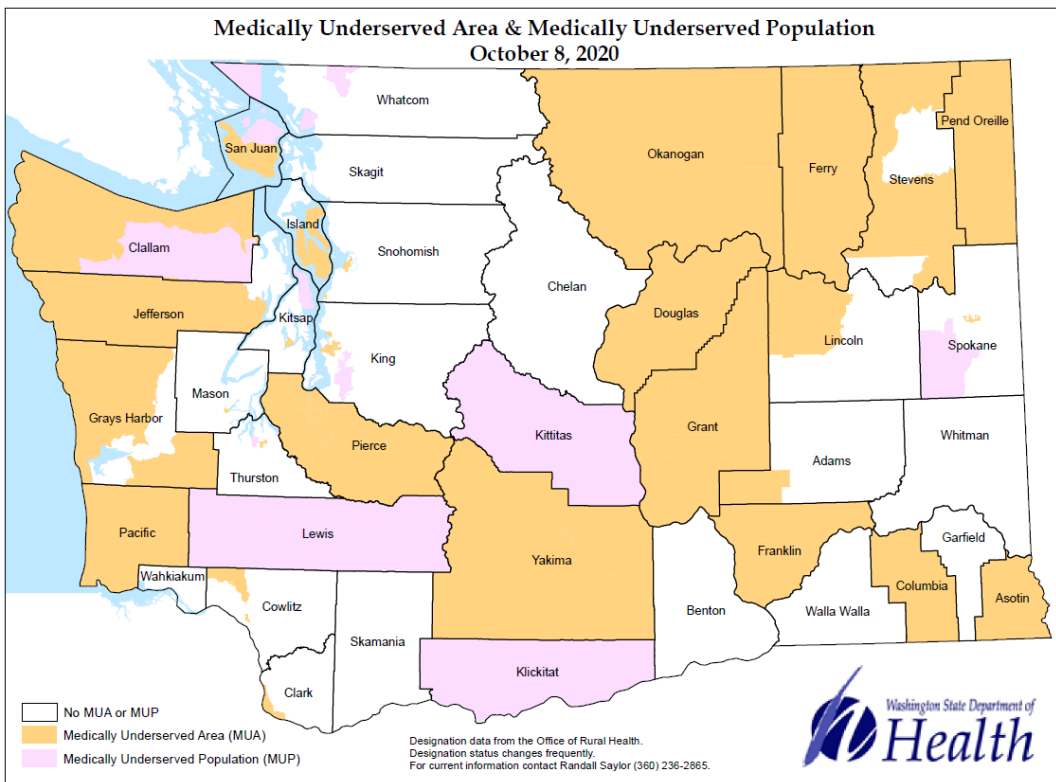 Medically Underserved Area & Medically Underserved Population
October 8, 2020
Whatcom
Pend Oreille
San Juan
Okanogan
Ferry
Skagit
Stevens
Island
Clallam
Snohomish
Chelan
Jefferson
Douglas
Kitsap
Lincoln
King
Spokane
Mason
Grays Harbor
Kittitas
Grant
Pierce
Whitman
Adams
Thurston
Pacific
Lewis
Yakima
Franklin
Garfield
Wahkiakum
Columbia
Asotin
Cowlitz
Benton
Walla Walla
Skamania
Klickitat
Clark
No MUA or MUP
Medically Underserved Area (MUA)
Medically Underserved Population (MUP)
Designation data from the Office of Rural Health.
Designation status changes frequently.
For current information contact Randall Saylor (360) 236-2865.
Washington State Department of
Health